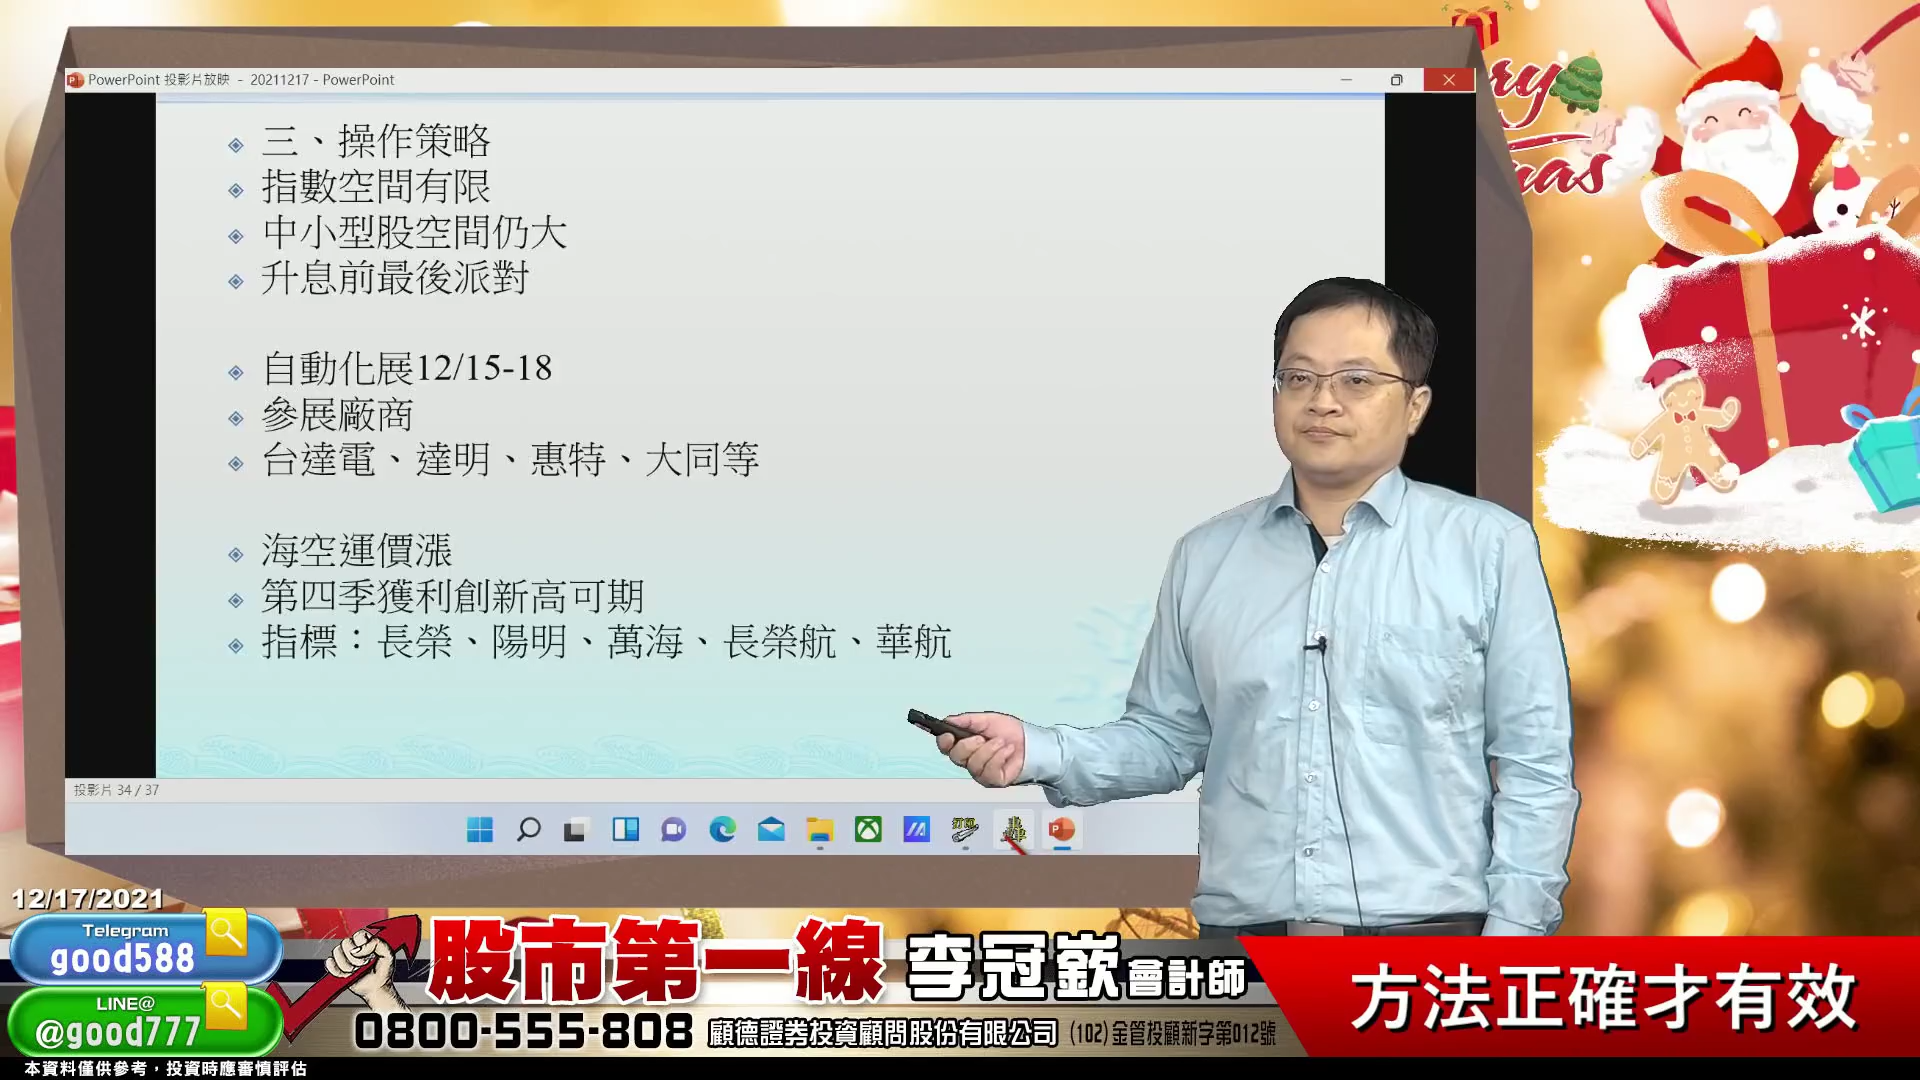 PowerPoint 投影片放映 - 20211217 - PowerPoint
三、操作策略
指數空間有限
中小型股空間仍大
升息前最後派對
自動化展12/15-18
參展廠商
台達電、達明、惠特、大同等
海空運價漲
第四季獲利創新高可期
指標：長榮、陽明、萬海、長榮航、華航
投影片 34 / 37
12/17/2021
Telegram
good588
LINE@
@good777
股市第一線 李冠嶔會計師
0800-555-808 顧德證券投資顧問股份有限公司 (102)金管投顧新字第012號
方法正確才有效
本資料僅供參考，投資時應審慎評估